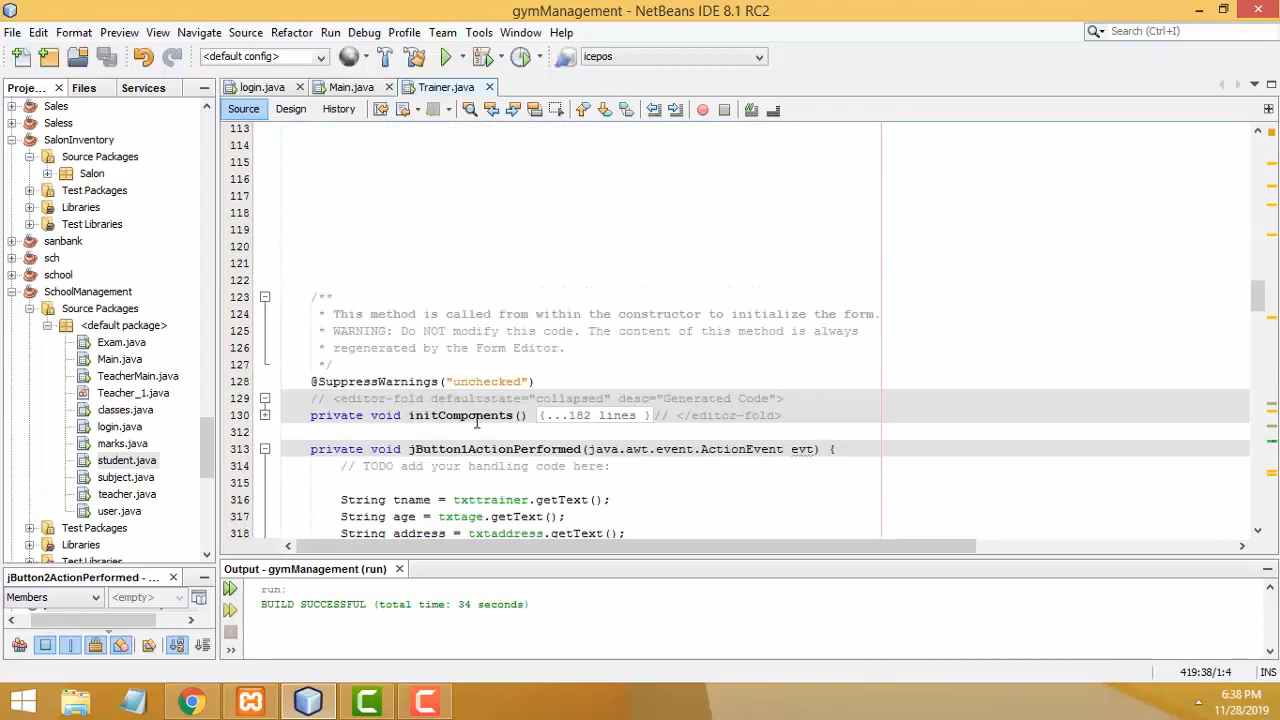 gymManagement - NetBeans IDE 8.1 RC2
File Edit Format Preview View Navigate Source Refactor Run Debug Profile Team Tools Window Help
Search (Ctrl+I)
<default config>
icepos
Proje... Files Services
login.java Main.java Trainer.java
Source Design History
Sales
Saless
SalonInventory
Source Packages
Salon
Test Packages
Libraries
Test Libraries
sanbank
sch
school
SchoolManagement
Source Packages
<default package>
Exam.java
Main.java
TeacherMain.java
Teacher_1.java
classes.java
login.java
marks.java
student.java
subject.java
teacher.java
user.java
Test Packages
Libraries
Test Libraries
113
114
115
116
117
118
119
120
121
122
123 /**
124 * This method is called from within the constructor to initialize the form.
125 * WARNING: Do NOT modify this code. The content of this method is always
126 * regenerated by the Form Editor.
127 */
128 @SuppressWarnings("unchecked")
129 // <editor-fold defaultstate="collapsed" desc="Generated Code">
130 private void initComponents() {...182 lines }// </editor-fold>
312
313 private void jButton1ActionPerformed(java.awt.event.ActionEvent evt) {
314 // TODO add your handling code here:
315
316 String tname = txttrainer.getText();
317 String age = txtage.getText();
318 String address = txtaddress.getText();
jButton2ActionPerformed - ...
Members <empty>
Output - gymManagement (run)
run:
BUILD SUCCESSFUL (total time: 34 seconds)
419:38/1:4 INS
6:38 PM
11/28/2019